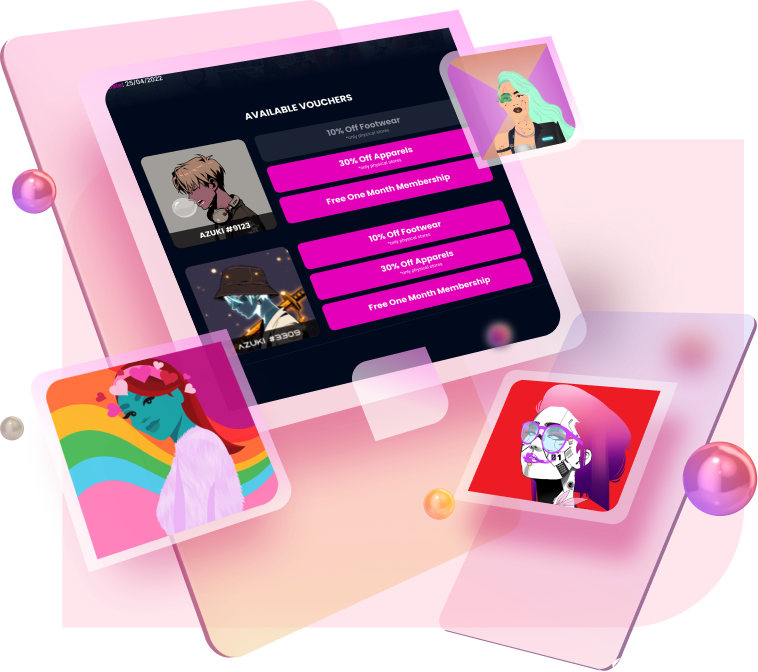 25/04/2022
AVAILABLE VOUCHERS
10% Off Footwear
*only physical stores
30% Off Apparels
*only physical stores
Free One Month Membership
AZUKI #9123
10% Off Footwear
*only physical stores
30% Off Apparels
*only physical stores
Free One Month Membership
AZUKI #3309
01